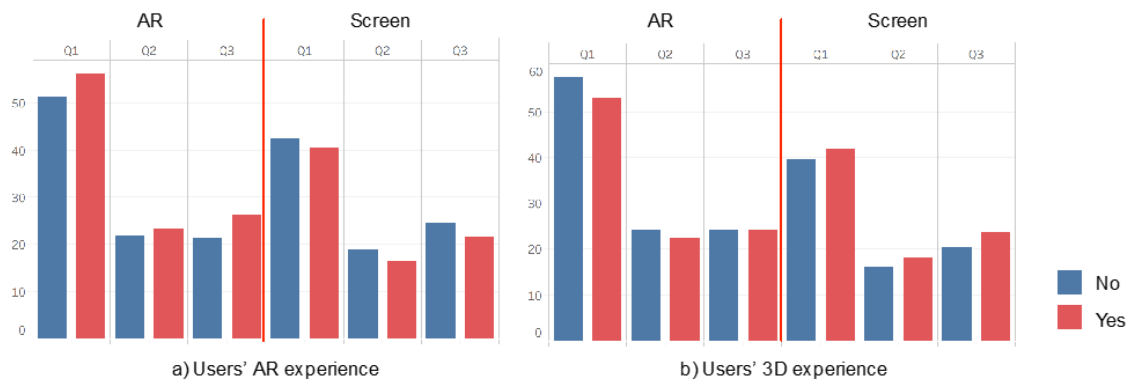 AR Screen
Q1 Q2 Q3 Q1 Q2 Q3
50
40
30
20
10
0
a) Users' AR experience
AR Screen
Q1 Q2 Q3 Q1 Q2 Q3
60
50
40
30
20
10
0
b) Users' 3D experience
No
Yes